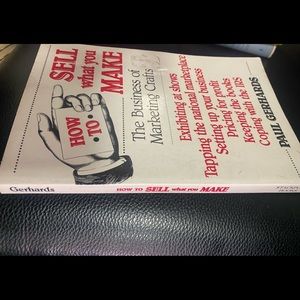 HOW
·TO·
SELL
what you
MAKE
The Business of
Marketing Crafts
Exhibiting at shows
Tapping the national marketplace
Setting up your business
Pricing for profit
Keeping the books
Coping with the IRS
PAUL GERHARDS
Gerhards HOW TO SELL what you MAKE